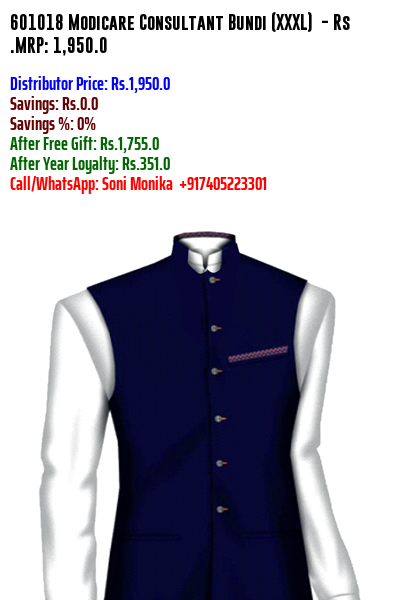 601018 Modicare Consultant Bundi (XXXL)  - Rs
.MRP: 1,950.0
Distributor Price: Rs.1,950.0
Savings: Rs.0.0
Savings %: 0%
After Free Gift: Rs.1,755.0
After Year Loyalty: Rs.351.0
Call/WhatsApp: Soni Monika  +917405223301